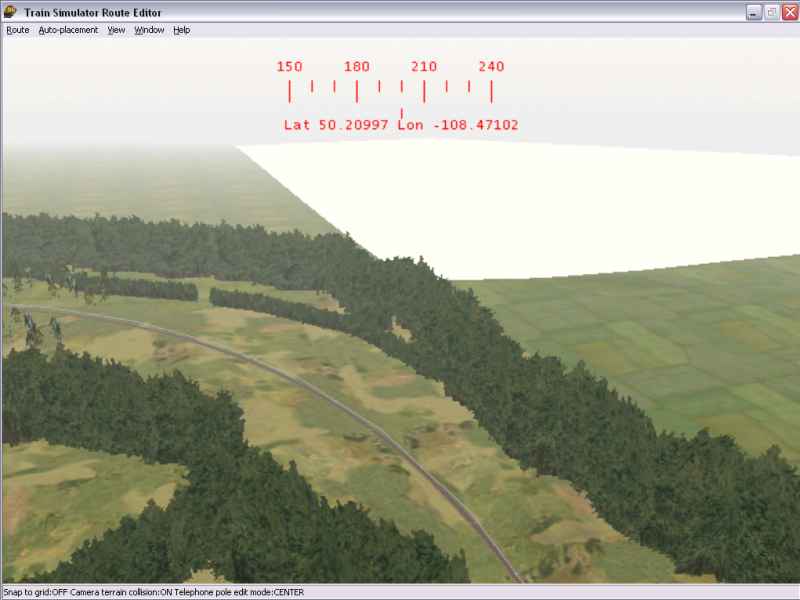 Train Simulator Route Editor
Route Auto-placement View Window Help
150 180 210 240
Lat 50.20997 Lon -108.47102
Snap to grid:OFF Camera terrain collision:ON Telephone pole edit mode:CENTER